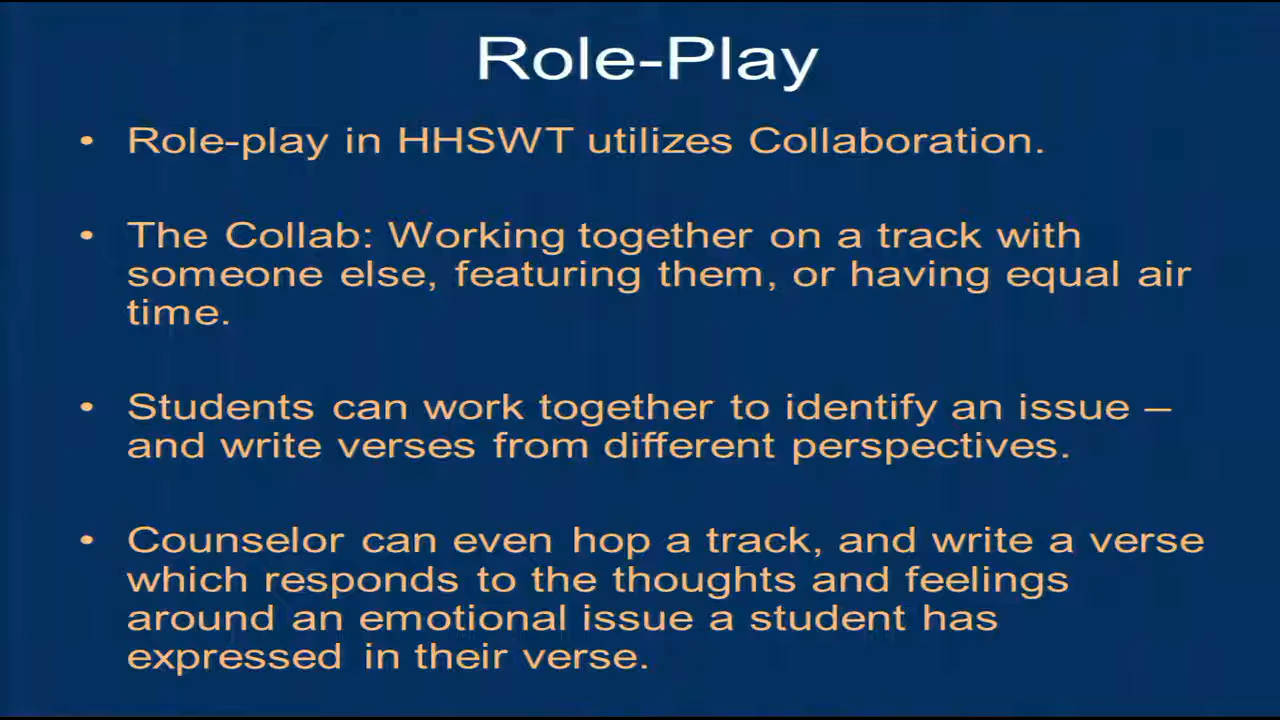 Role-Play
• Role-play in HHSWT utilizes Collaboration.
• The Collab: Working together on a track with
someone else, featuring them, or having equal air
time.
• Students can work together to identify an issue –
and write verses from different perspectives.
• Counselor can even hop a track, and write a verse
which responds to the thoughts and feelings
around an emotional issue a student has
expressed in their verse.